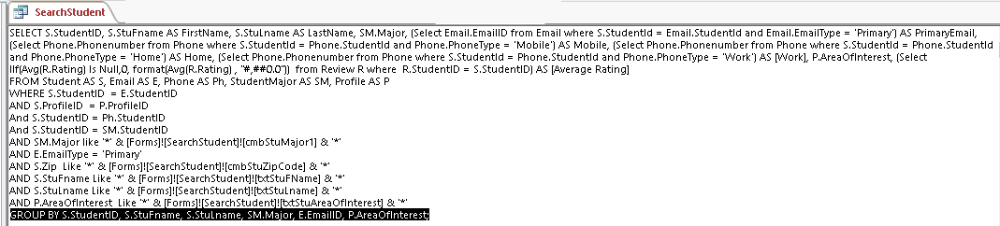 SearchStudent
SELECT S.StudentID, S.StuFname AS FirstName, S.StuLname AS LastName, SM.Major, (Select Email.EmailID from Email where S.StudentId = Email.StudentId and Email.EmailType = 'Primary') AS PrimaryEmail,
(Select Phone.Phonenumber from Phone where S.StudentId = Phone.StudentId and Phone.PhoneType = 'Mobile') AS Mobile, (Select Phone.Phonenumber from Phone where S.StudentId = Phone.StudentId
and Phone.PhoneType = 'Home') AS Home, (Select Phone.Phonenumber from Phone where S.StudentId = Phone.StudentId and Phone.PhoneType = 'Work') AS [Work], P.AreaOfInterest, (Select
IIf(Avg(R.Rating) Is Null,0, format(Avg(R.Rating) , "#,##0.0"))  from Review R where  R.StudentID = S.StudentID) AS [Average Rating]
FROM Student AS S, Email AS E, Phone AS Ph, StudentMajor AS SM, Profile AS P
WHERE S.StudentID  = E.StudentID
AND S.ProfileID  = P.ProfileID
And S.StudentID = Ph.StudentID
And S.StudentID = SM.StudentID
AND SM.Major like '*' & [Forms]![SearchStudent]![cmbStuMajor1] & '*'
AND E.EmailType = 'Primary'
AND S.Zip  Like '*' & [Forms]![SearchStudent]![cmbStuZipCode] & '*'
AND S.StuFname Like '*' & [Forms]![SearchStudent]![txtStuFName] & '*'
AND S.StuLname Like '*' & [Forms]![SearchStudent]![txtStuLname] & '*'
AND P.AreaOfInterest  Like '*' & [Forms]![SearchStudent]![txtStuAreaOfInterest] & '*'
GROUP BY S.StudentID, S.StuFname, S.StuLname, SM.Major, E.EmailID, P.AreaOfInterest;